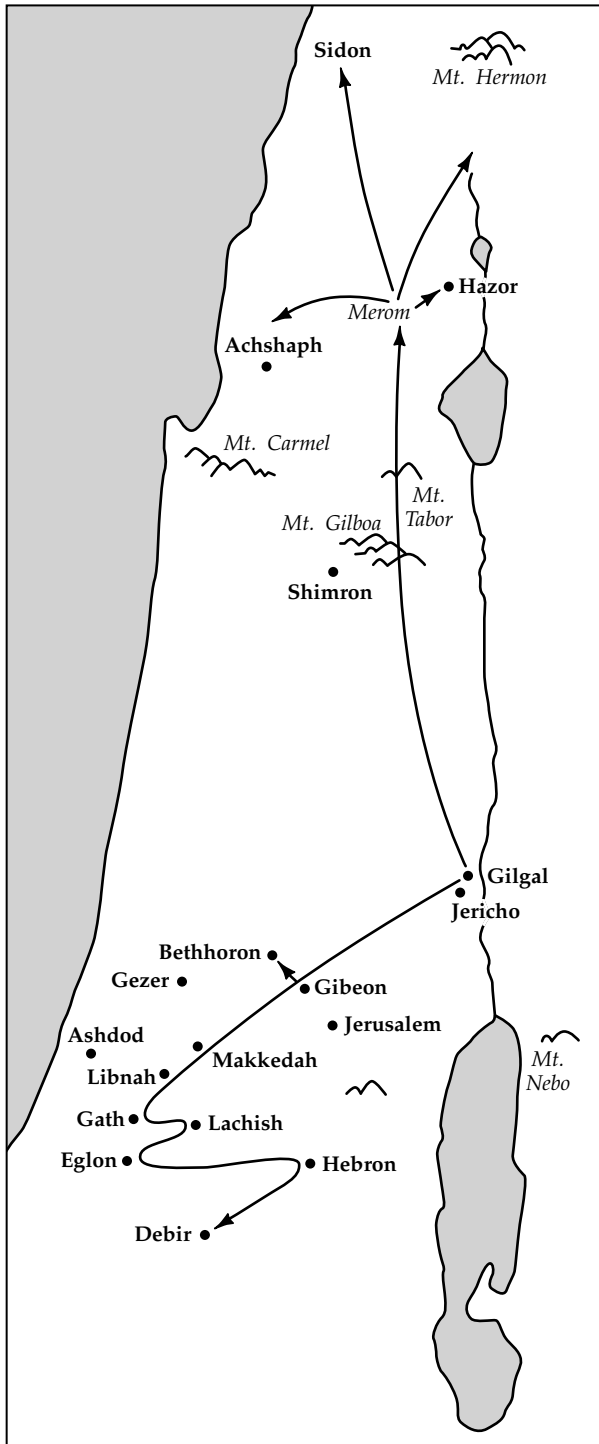 Sidon
Mt. Hermon
Hazor
Merom
Achshaph
Mt. Carmel
Mt.
Tabor
Mt. Gilboa
Shimron
Gilgal
Jericho
Bethhoron
Gezer
Gibeon
Ashdod
Jerusalem
Makkedah
Libnah
Mt.
Nebo
Gath
Lachish
Eglon
Hebron
Debir